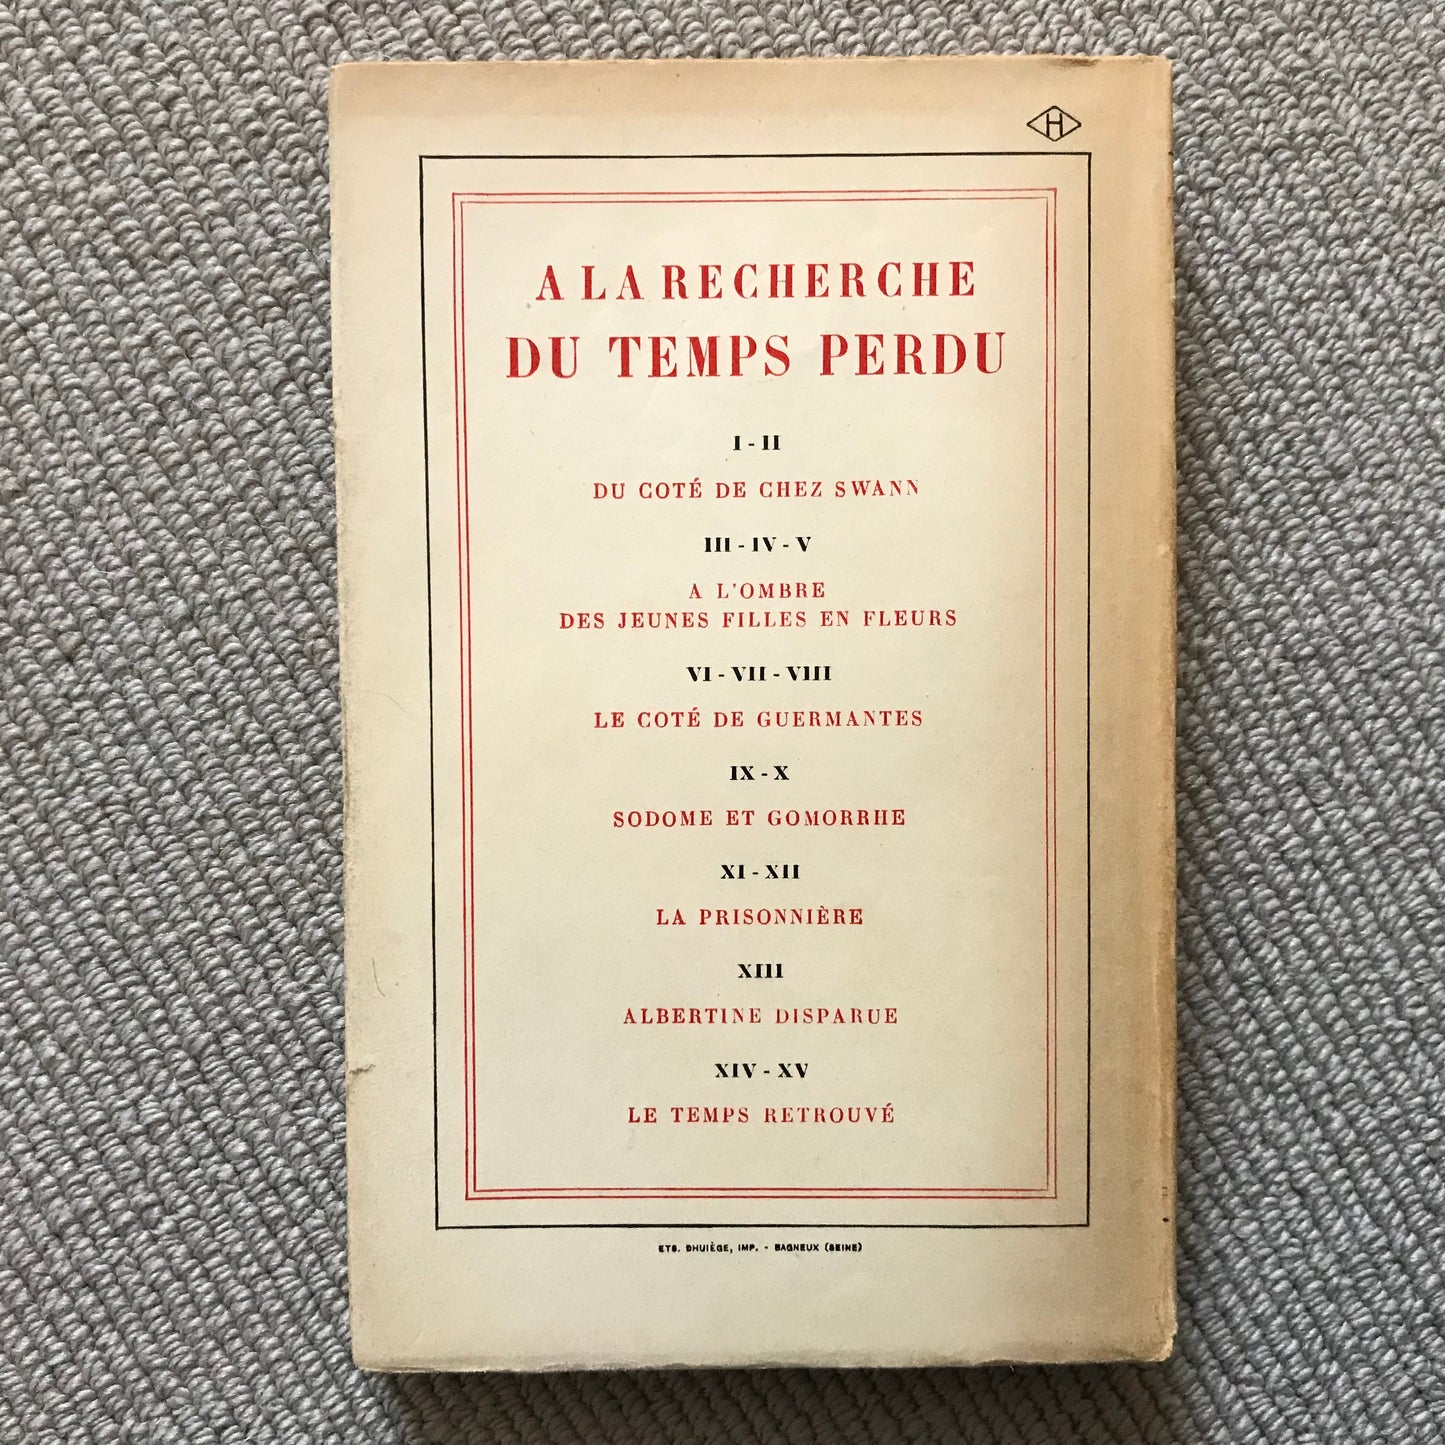 H
A LA RECHERCHE
DU TEMPS PERDU
I - II
DU COTÉ DE CHEZ SWANN
III - IV - V
A L'OMBRE
DES JEUNES FILLES EN FLEURS
VI - VII - VIII
LE COTÉ DE GUERMANTES
IX - X
SODOME ET GOMORRHE
XI - XII
LA PRISONNIÈRE
XIII
ALBERTINE DISPARUE
XIV - XV
LE TEMPS RETROUVÉ
ETS. DHUIÈGE, IMP. - BAGNEUX (SEINE)